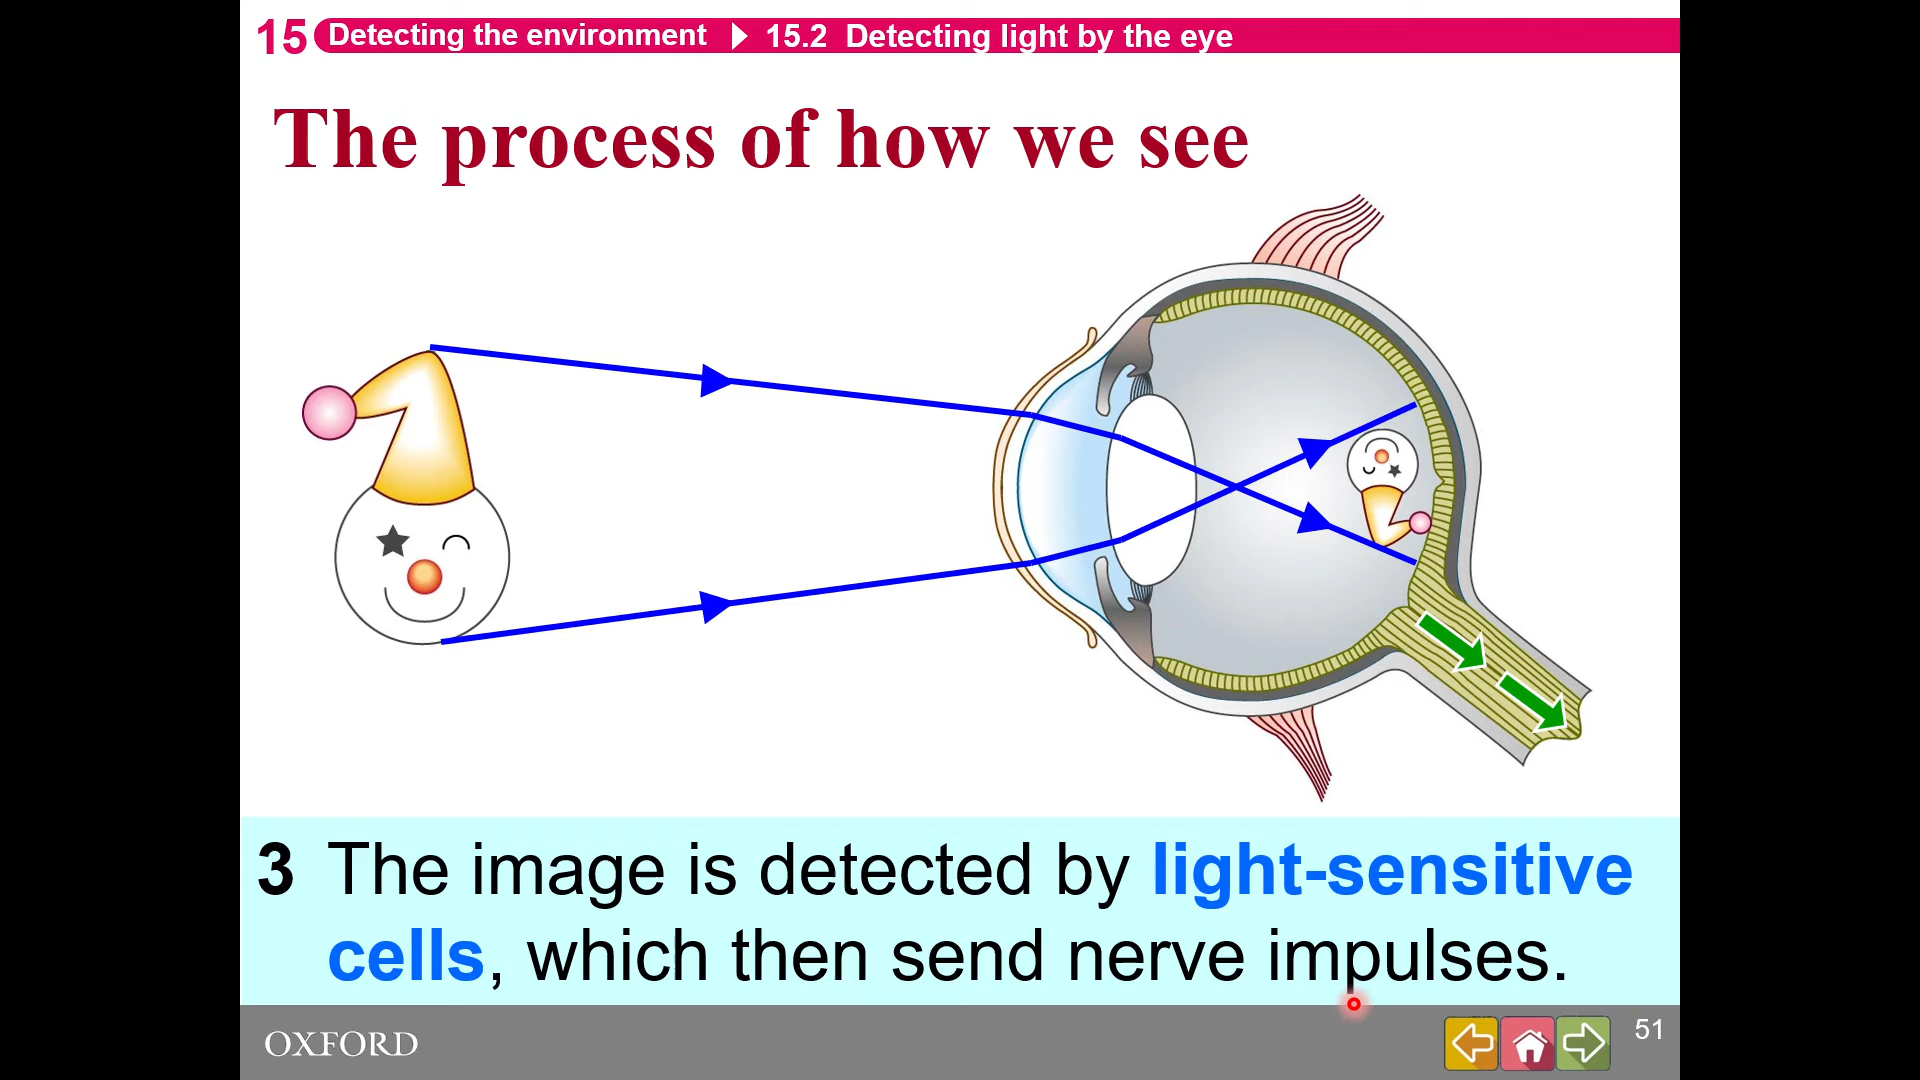 15 Detecting the environment 15.2 Detecting light by the eye
The process of how we see
3 The image is detected by light-sensitive
cells, which then send nerve impulses.
OXFORD
51